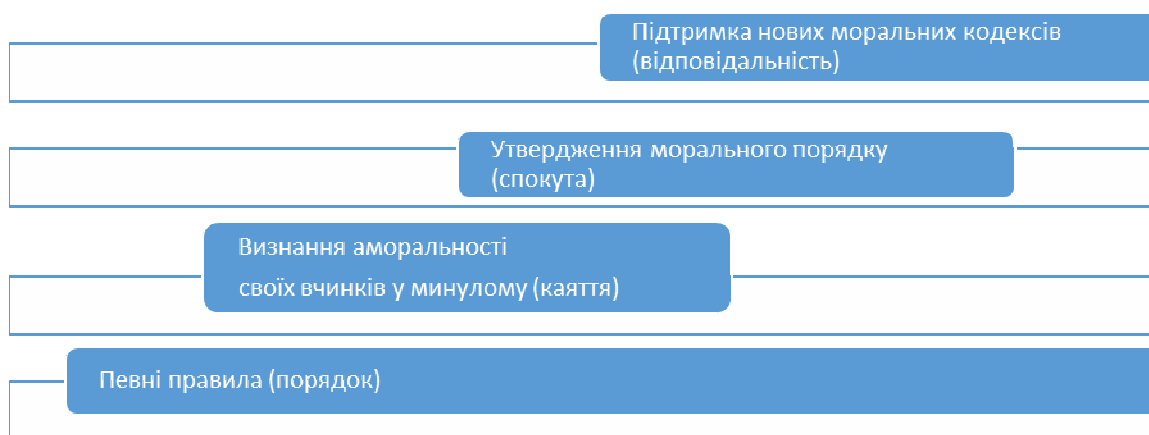 Підтримка нових моральних кодексів
(відповідальність)
Утвердження морального порядку
(спокута)
Визнання аморальності
своїх вчинків у минулому (каяття)
Певні правила (порядок)